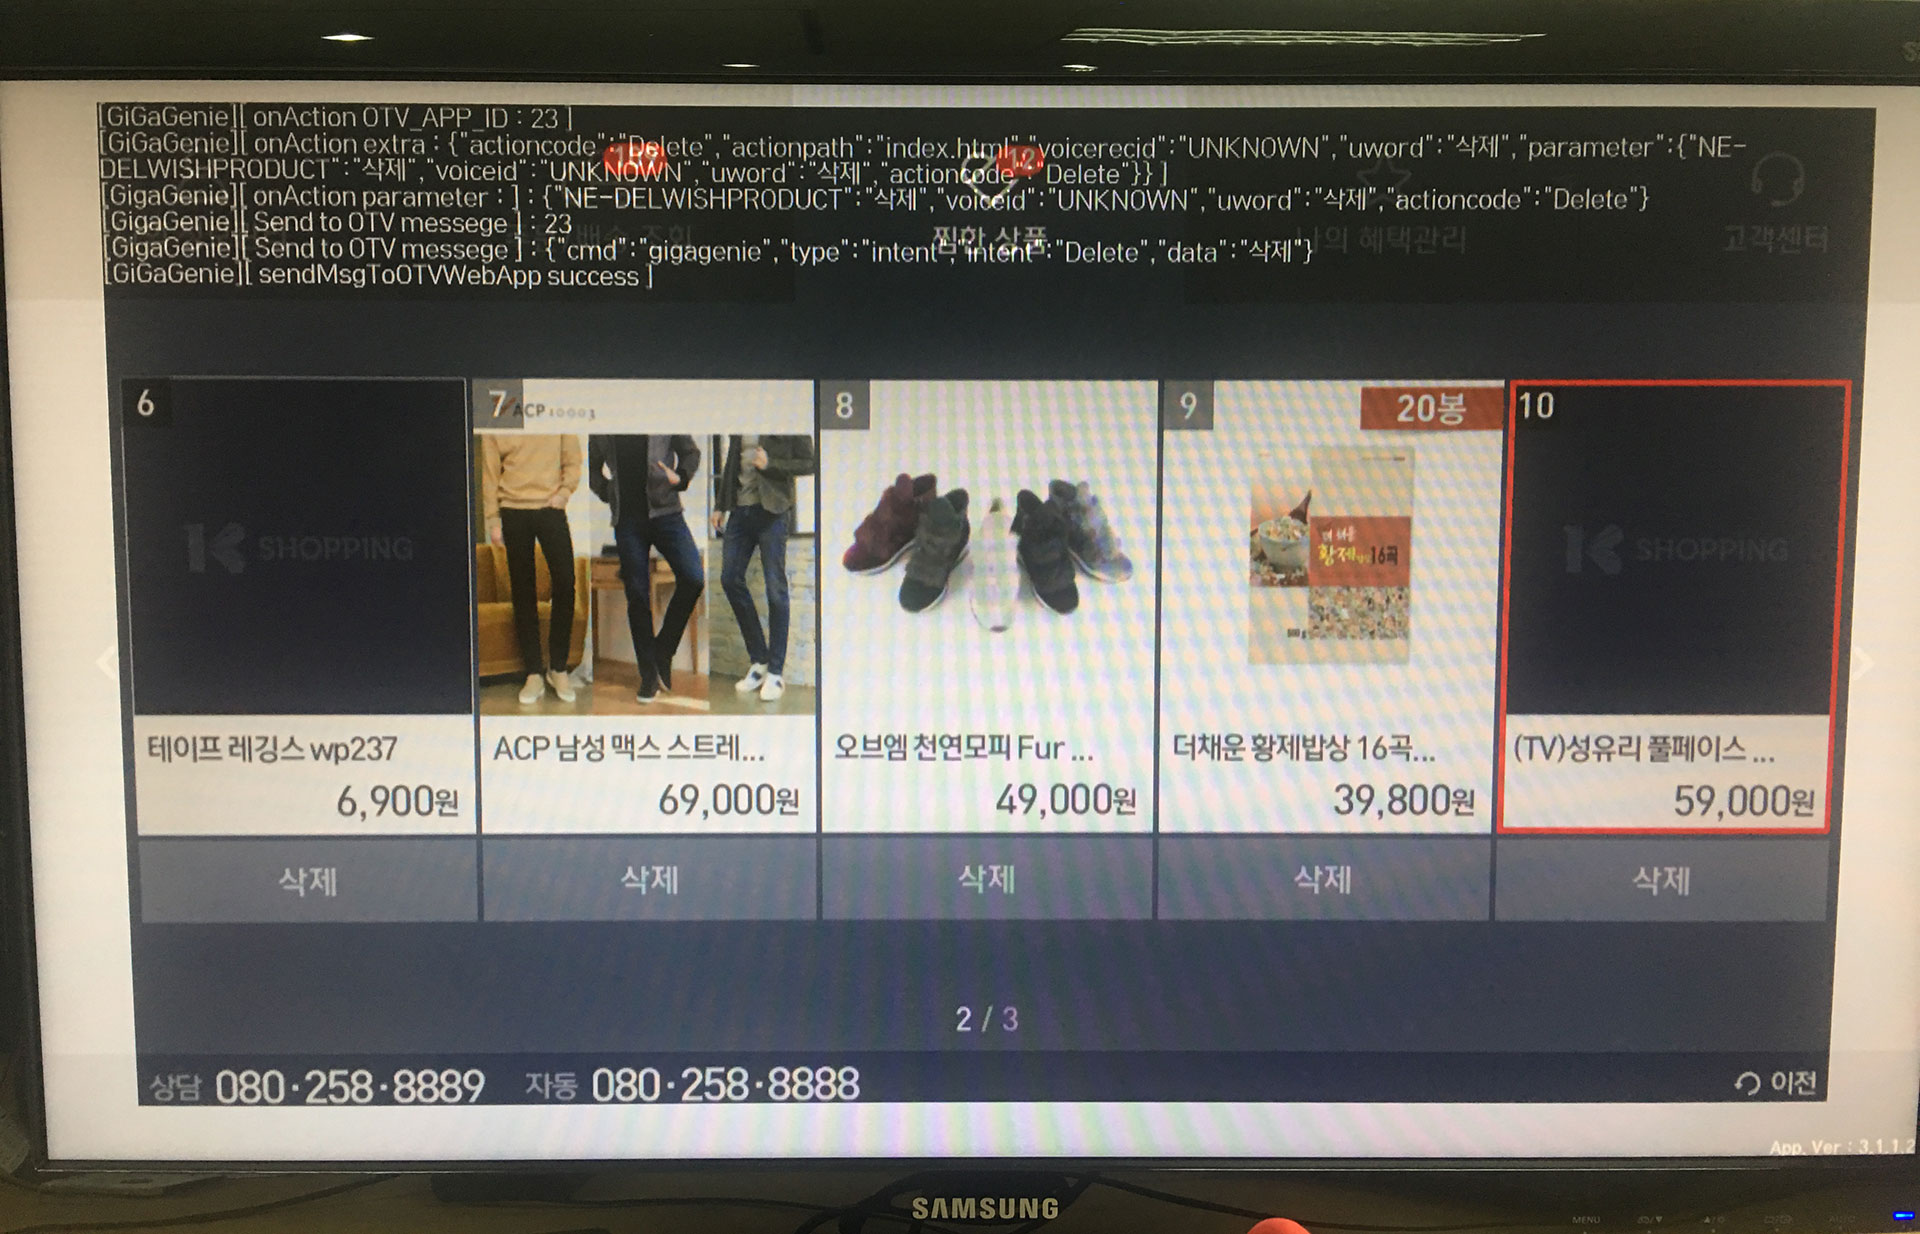 [GiGaGenie][ onAction OTV_APP_ID : 23 ]
[GiGaGenie][ onAction extra : {"actioncode":"Delete","actionpath":"index.html","voicerecid":"UNKNOWN","uword":"삭제","parameter":{"NE-
DELWISHPRODUCT":"삭제","voiceid":"UNKNOWN","uword":"삭제","actioncode":"Delete"}} ]
[GigaGenie][ onAction parameter : ] : {"NE-DELWISHPRODUCT":"삭제","voiceid":"UNKNOWN","uword":"삭제","actioncode":"Delete"}
[GigaGenie][ Send to OTV messege ] : 23
[GigaGenie][ Send to OTV messege ] : {"cmd":"gigagenie","type":"intent","intent":"Delete","data":"삭제"}
[GiGaGenie][ sendMsgToOTVWebApp success ]
12
찜한 상품
나의 혜택관리
고객센터
6
7
8
9
10
ACP
20봉
K SHOPPING
황제
16곡
K SHOPPING
테이프 레깅스 wp237
6,900원
ACP 남성 맥스 스트레...
69,000원
오브엠 천연모피 Fur ...
49,000원
더채운 황제밥상 16곡...
39,800원
(TV)성유리 풀페이스 ...
59,000원
삭제
삭제
삭제
삭제
삭제
2 / 3
상담 080·258·8889 자동 080·258·8888
이전
App. Ver : 3.1.1.2
SAMSUNG
MENU